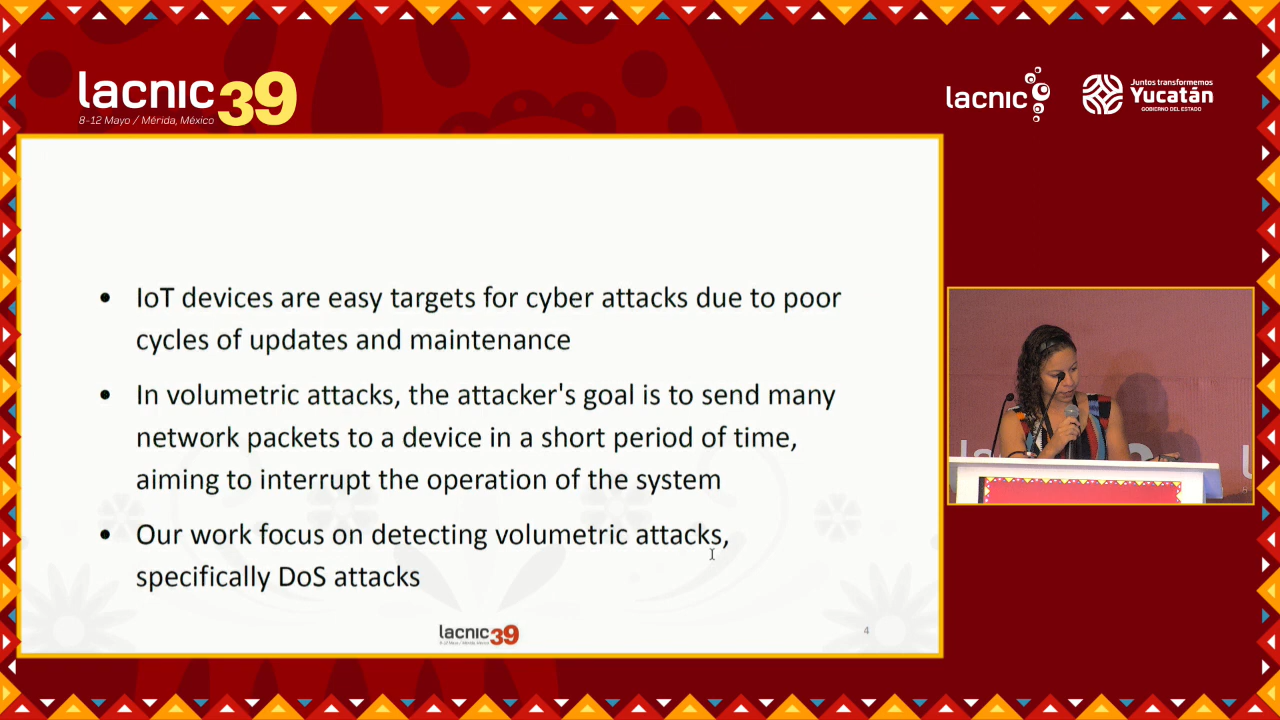 lacnic 39
8-12 Mayo / Mérida, México
lacnic
Juntos transformemos
Yucatán
GOBIERNO DEL ESTADO
• IoT devices are easy targets for cyber attacks due to poor
cycles of updates and maintenance
• In volumetric attacks, the attacker's goal is to send many
network packets to a device in a short period of time,
aiming to interrupt the operation of the system
• Our work focus on detecting volumetric attacks,
specifically DoS attacks
lacnic39
4